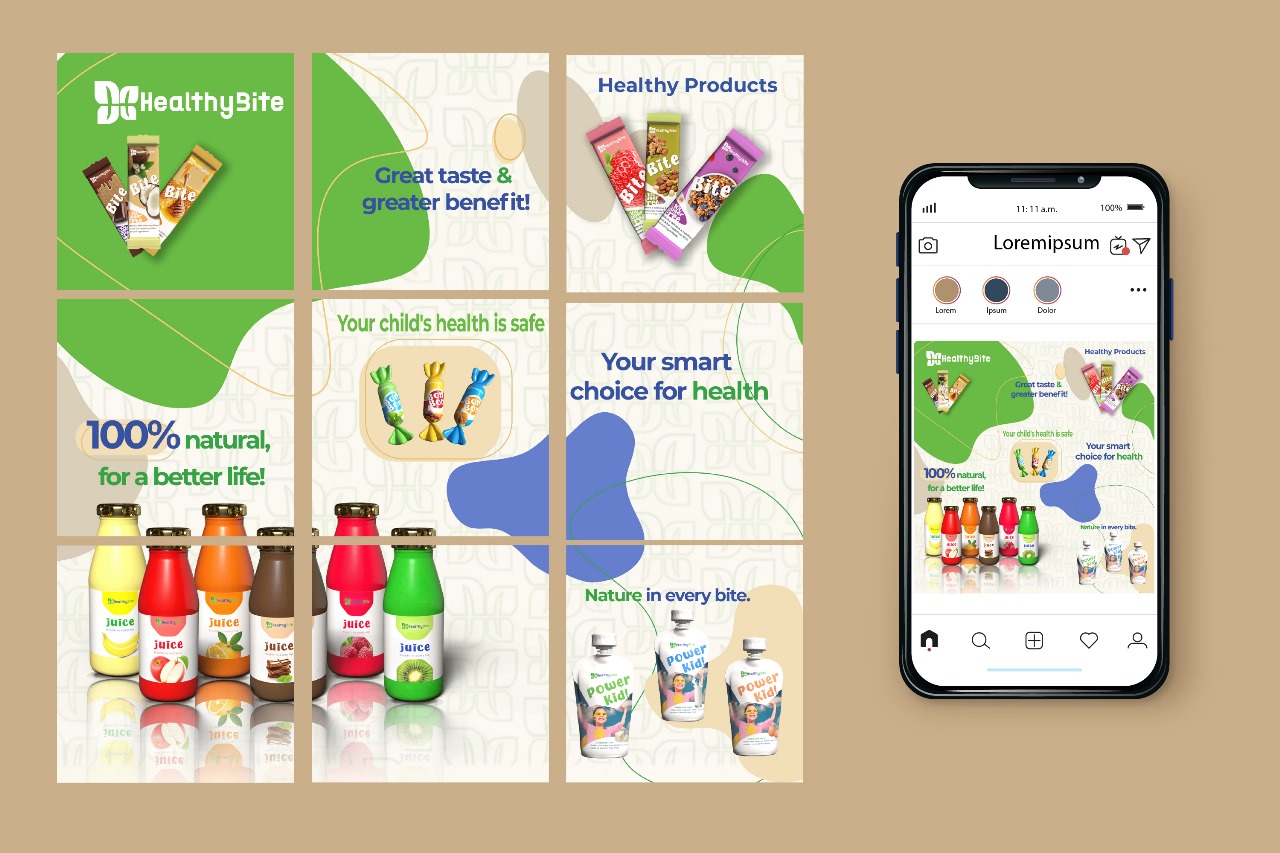 HealthyBite
Bite
Bite
Bite
Great taste &
greater benefit!
Healthy Products
Bite
Bite
Bite
100% natural,
for a better life!
Your child's health is safe
Your smart
choice for health
juice
juice
juice
juice
juice
juice
Nature in every bite.
Power
Kid!
Power
Kid!
Power
Kid!
11:11 a.m.
100%
Loremipsum
Lorem
Ipsum
Dolor
HealthyBite
Healthy Products
Great taste &
greater benefit!
Your child's health is safe
Your smart
choice for health
100% natural,
for a better life!
Nature in every bite.